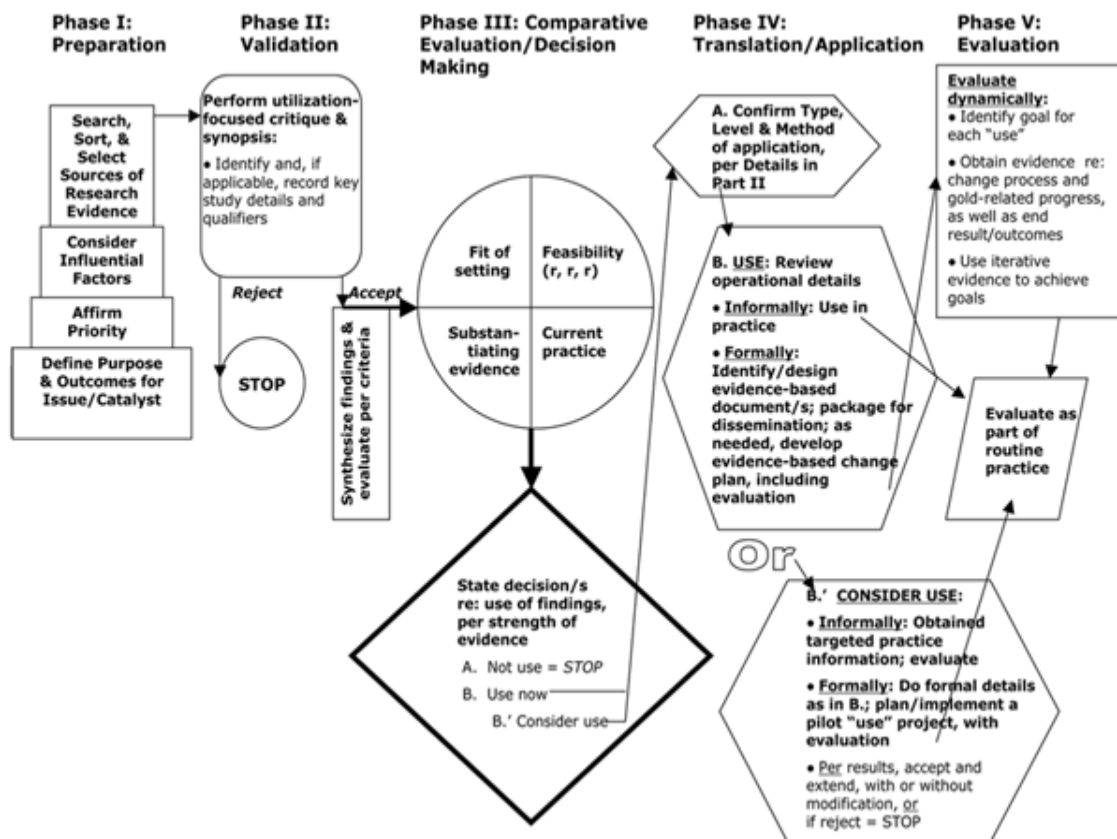 Phase I:
Preparation
Phase II:
Validation
Phase III: Comparative
Evaluation/Decision
Making
Phase IV:
Translation/Application
Phase V:
Evaluation
Search,
Sort, &
Select
Sources of
Research
Evidence
Consider
Influential
Factors
Affirm
Priority
Define Purpose
& Outcomes for
Issue/Catalyst
Perform utilization-
focused critique &
synopsis:
• Identify and, if
applicable, record key
study details and
qualifiers
Reject
Accept
STOP
Synthesize findings &
evaluate per criteria
Fit of
setting
Feasibility
(r, r, r)
Substan-
tiating
evidence
Current
practice
State decision/s
re: use of findings,
per strength of
evidence
A. Not use = STOP
B. Use now
B.' Consider use
A. Confirm Type,
Level & Method
of application,
per Details in
Part II
B. USE: Review
operational details
• Informally: Use in
practice
• Formally:
Identify/design
evidence-based
document/s; package for
dissemination; as
needed, develop
evidence-based change
plan, including
evaluation
Or
B.' CONSIDER USE:
• Informally: Obtained
targeted practice
information; evaluate
• Formally: Do formal details
as in B.; plan/implement a
pilot "use" project, with
evaluation
• Per results, accept and
extend, with or without
modification, or
if reject = STOP
Evaluate
dynamically:
• Identify goal for
each "use"
• Obtain evidence re:
change process and
gold-related progress,
as well as end
result/outcomes
• Use iterative
evidence to achieve
goals
Evaluate as
part of
routine
practice